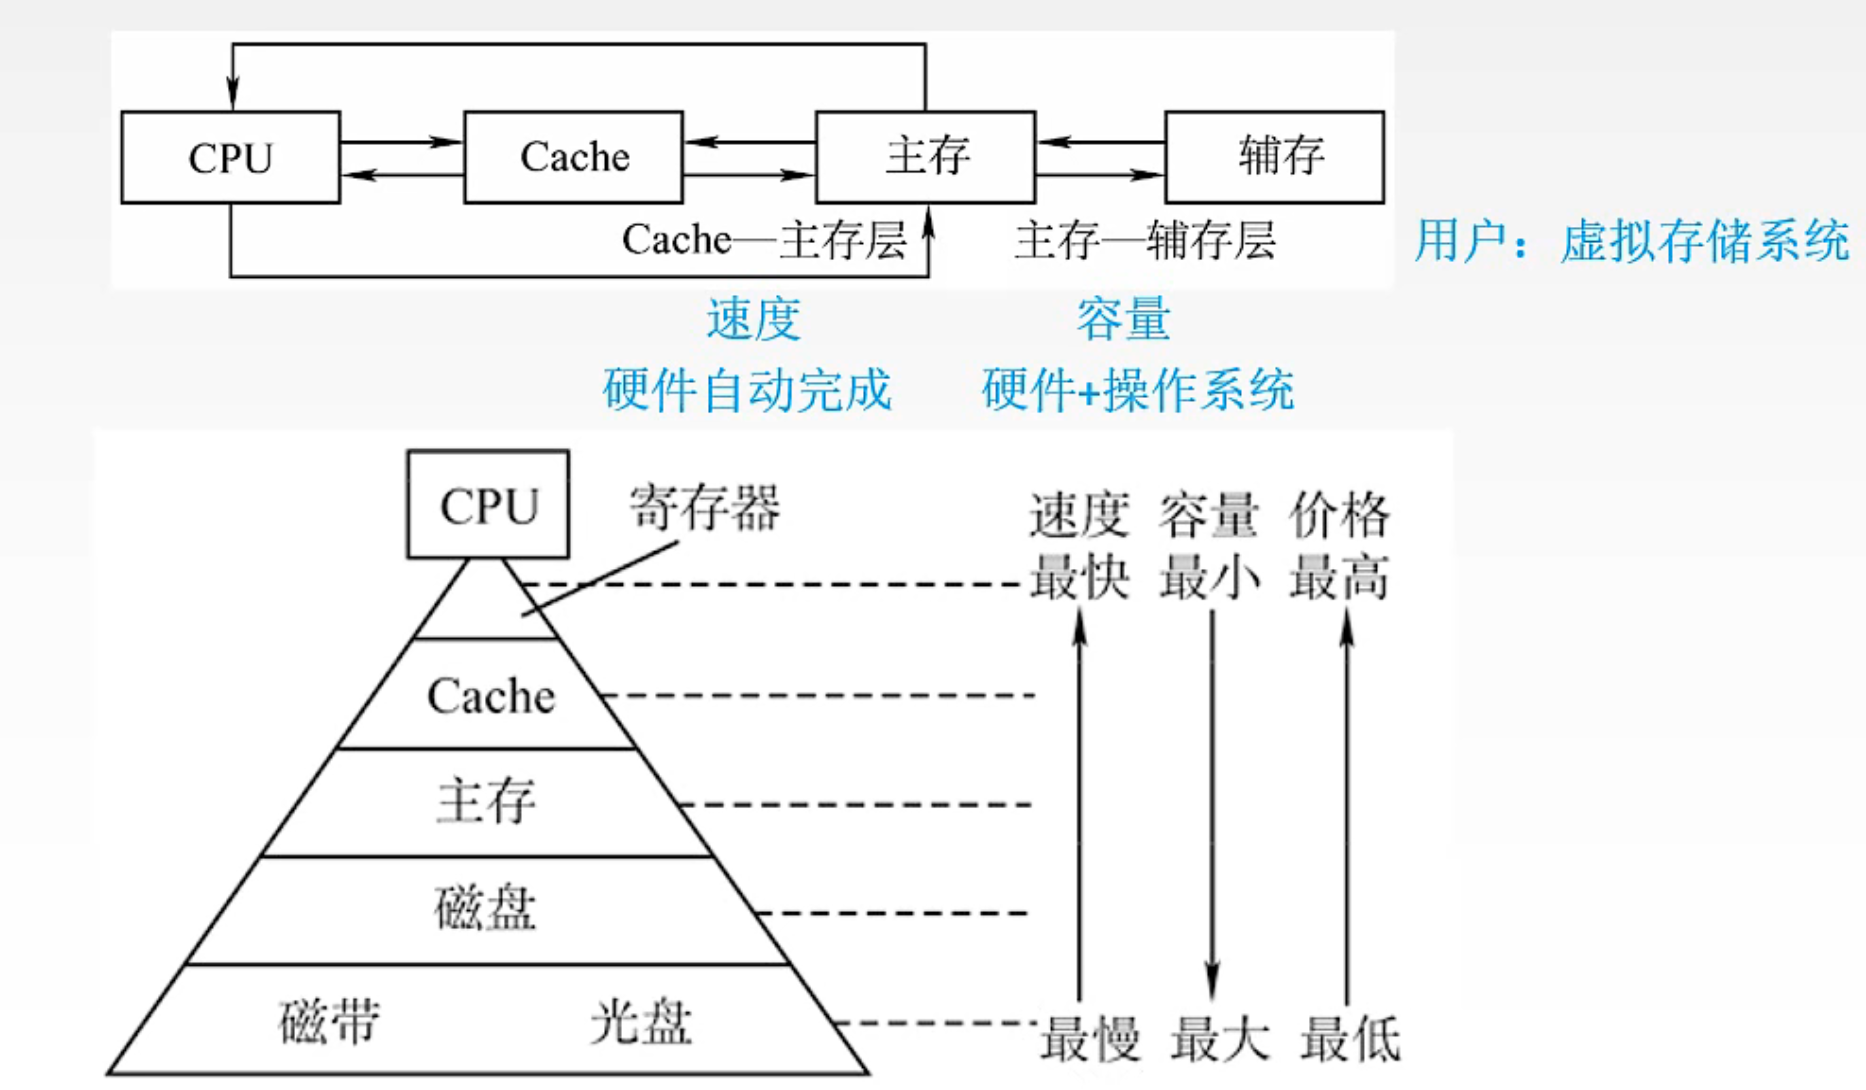 CPU
Cache
主存
辅存
Cache—主存层
主存—辅存层
用户：虚拟存储系统
速度
容量
硬件自动完成
硬件+操作系统
CPU
寄存器
Cache
主存
磁盘
磁带
光盘
速度 容量 价格
最快 最小 最高
最慢 最大 最低